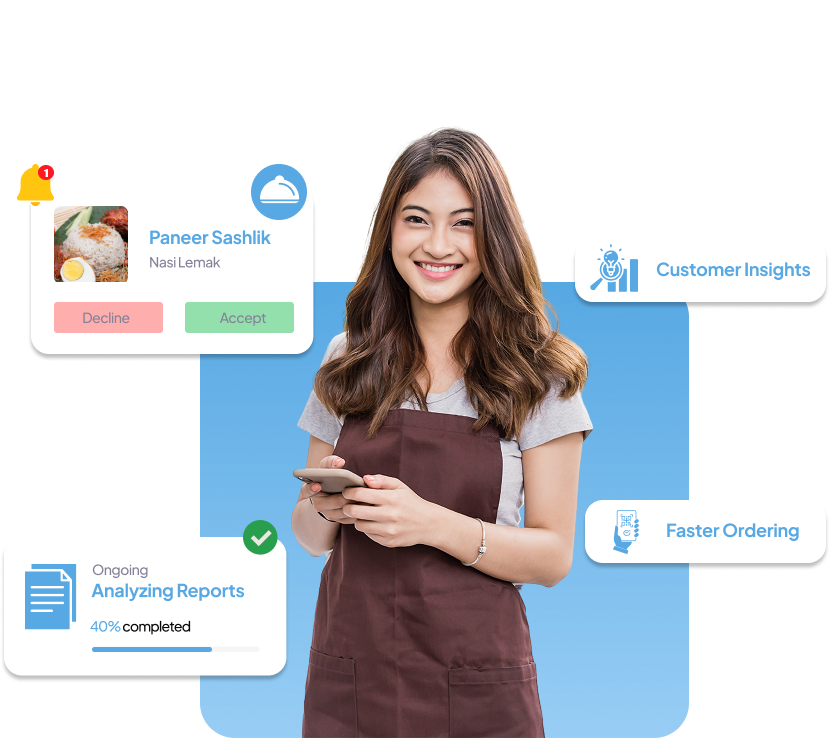 1
Paneer Sashlik
Nasi Lemak
Decline
Accept
Customer Insights
Faster Ordering
Ongoing
Analyzing Reports
40% completed